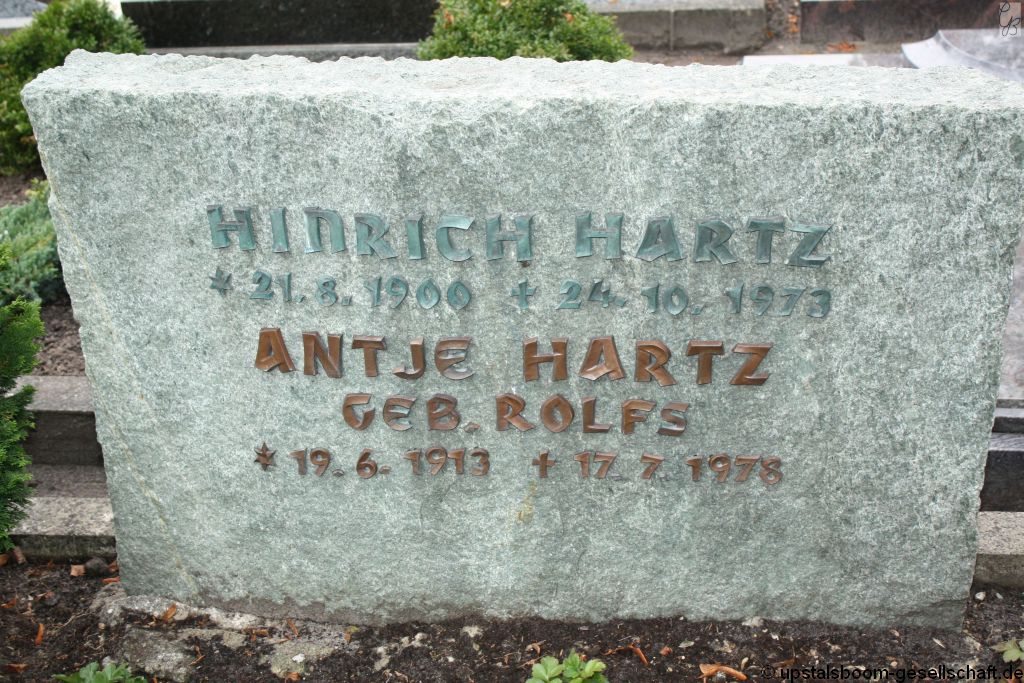 HINRICH HARTZ
* 21. 8. 1900 + 24. 10. 1973
ANTJE HARTZ
GEB. ROLFS
* 19. 6. 1913 + 17. 7. 1978
© upstalsboom-gesellschaft.de